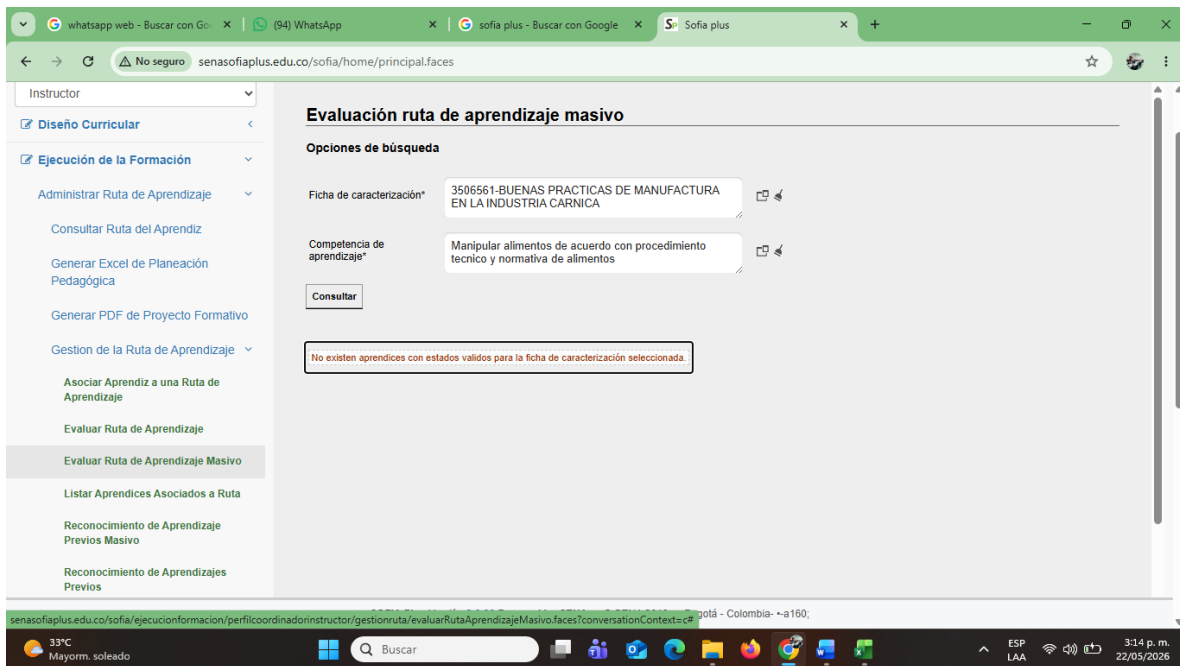 whatsapp web - Buscar con Go
(94) WhatsApp
sofia plus - Buscar con Google
Sofia plus
No seguro
senasofiaplus.edu.co/sofia/home/principal.faces
Instructor
Diseño Curricular
Ejecución de la Formación
Administrar Ruta de Aprendizaje
Consultar Ruta del Aprendiz
Generar Excel de Planeación
Pedagógica
Generar PDF de Proyecto Formativo
Gestion de la Ruta de Aprendizaje
Asociar Aprendiz a una Ruta de
Aprendizaje
Evaluar Ruta de Aprendizaje
Evaluar Ruta de Aprendizaje Masivo
Listar Aprendices Asociados a Ruta
Reconocimiento de Aprendizaje
Previos Masivo
Reconocimiento de Aprendizajes
Previos
Evaluación ruta de aprendizaje masivo
Opciones de búsqueda
Ficha de caracterización*
3506561-BUENAS PRACTICAS DE MANUFACTURA
EN LA INDUSTRIA CARNICA
Competencia de
aprendizaje*
Manipular alimentos de acuerdo con procedimiento
tecnico y normativa de alimentos
Consultar
No existen aprendices con estados validos para la ficha de caracterización seleccionada.
gotá - Colombia- •-a160;
senasofiaplus.edu.co/sofia/ejecucionformacion/perfilcoordinadorinstructor/gestionruta/evaluarRutaAprendizajeMasivo.faces?conversationContext=c#
33°C
Mayorm. soleado
Buscar
ESP
LAA
3:14 p. m.
22/05/2026